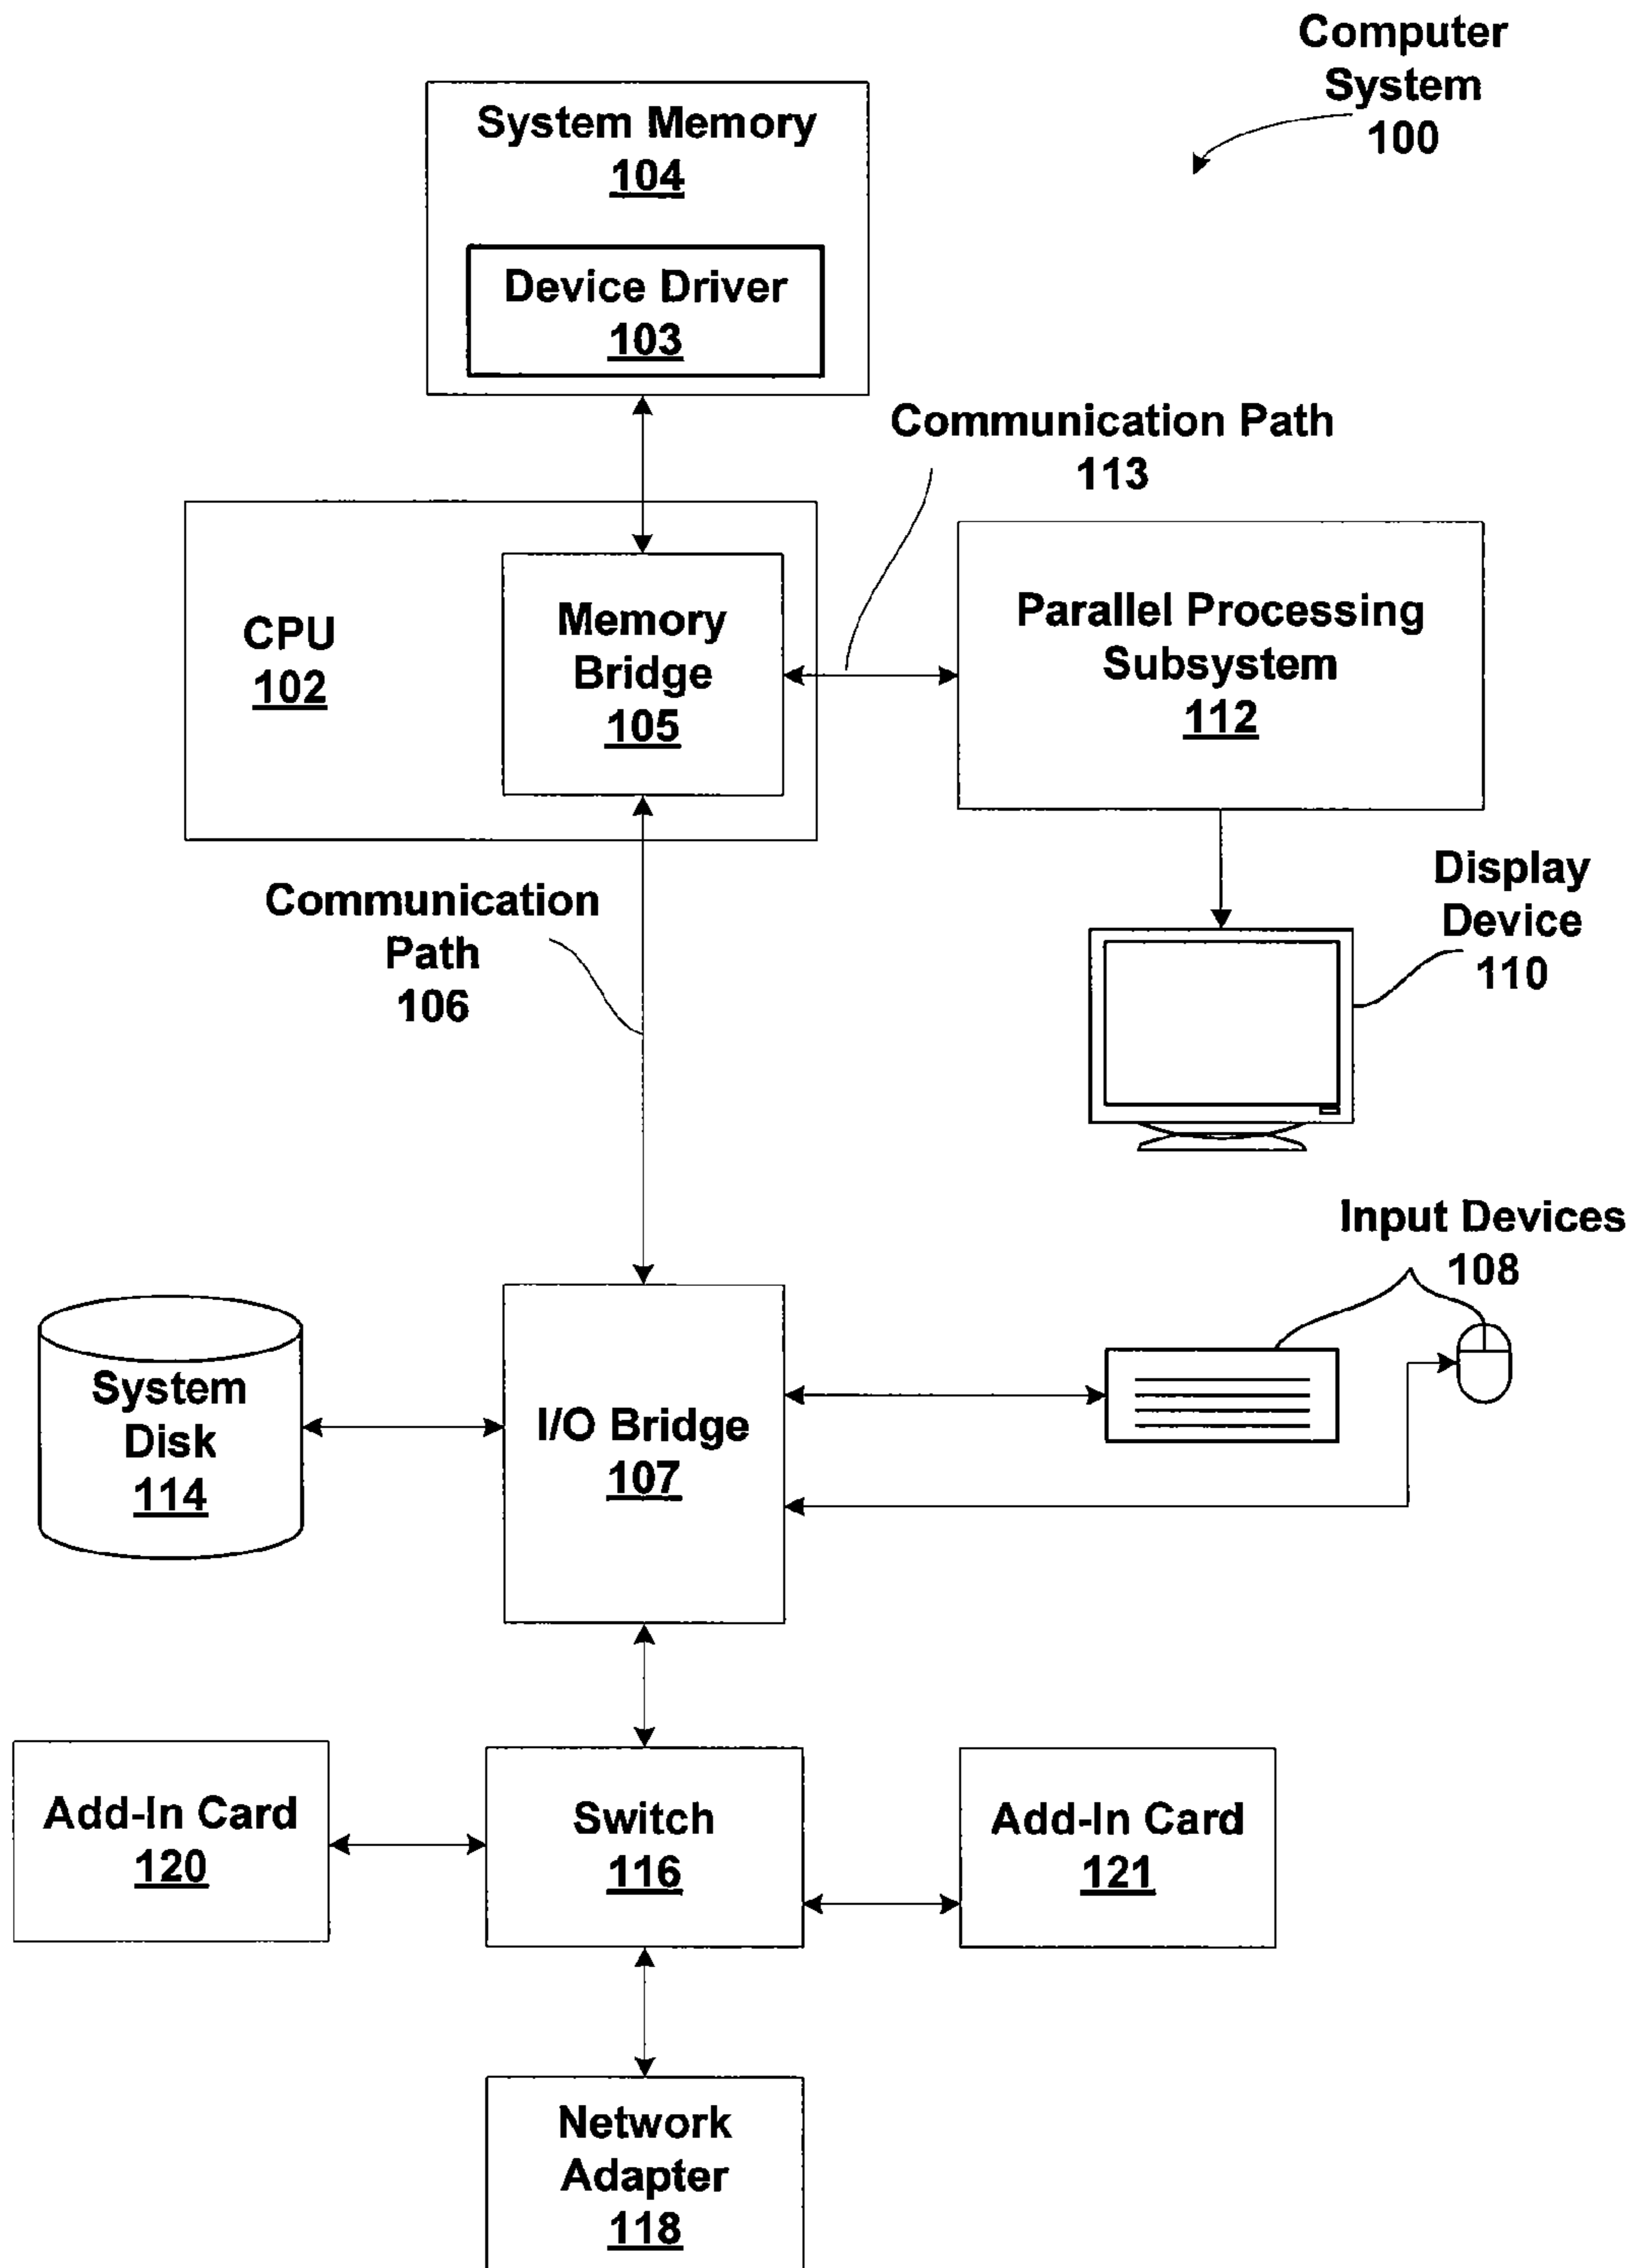 Computer
System
100
System Memory
104
Device Driver
103
Communication Path
113
CPU
102
Memory
Bridge
105
Parallel Processing
Subsystem
112
Communication
Path
106
Display
Device
110
Input Devices
108
System
Disk
114
I/O Bridge
107
Add-In Card
120
Switch
116
Add-In Card
121
Network
Adapter
118